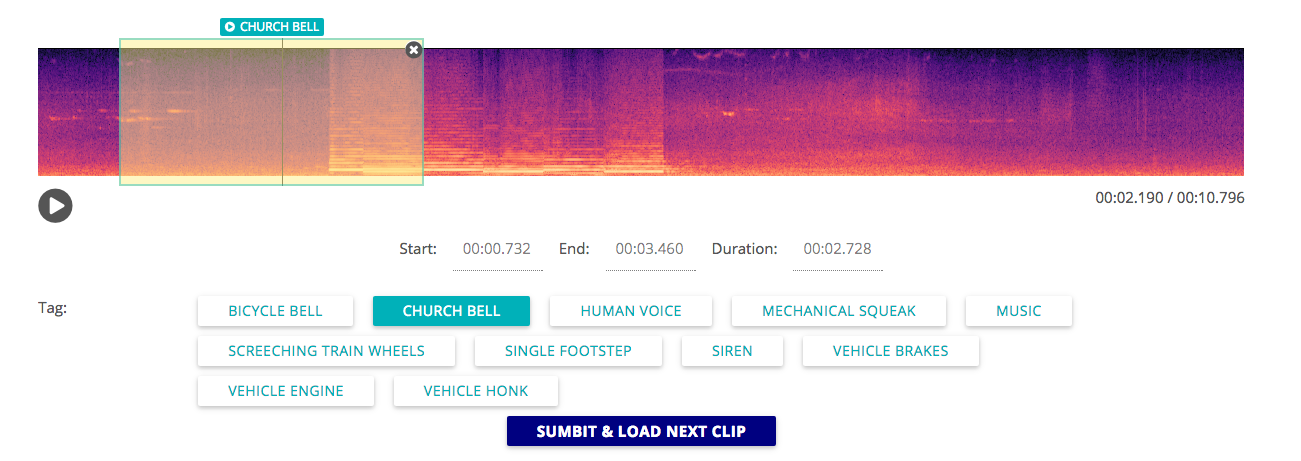 CHURCH BELL
00:02.190 / 00:10.796
Start: 00:00.732 End: 00:03.460 Duration: 00:02.728
Tag: BICYCLE BELL CHURCH BELL HUMAN VOICE MECHANICAL SQUEAK MUSIC
SCREECHING TRAIN WHEELS SINGLE FOOTSTEP SIREN VEHICLE BRAKES
VEHICLE ENGINE VEHICLE HONK
SUMBIT & LOAD NEXT CLIP